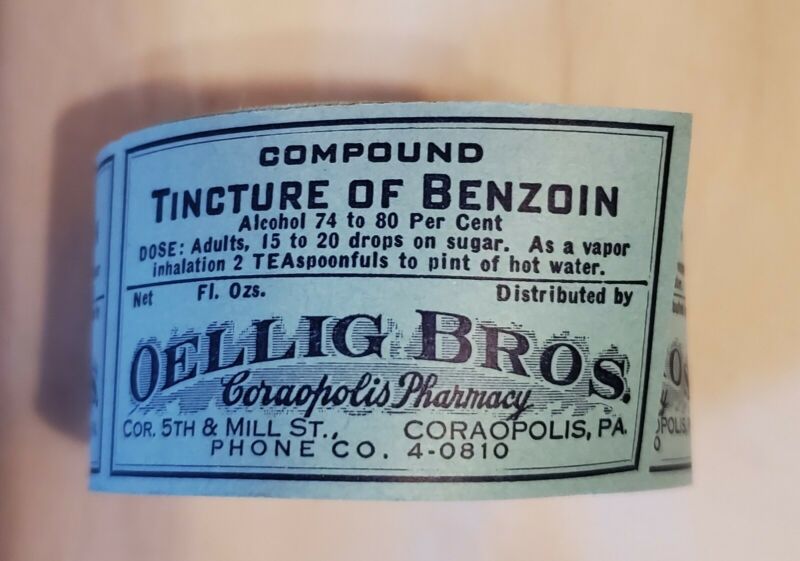 COMPOUND
TINCTURE OF BENZOIN
Alcohol 74 to 80 Per Cent
DOSE: Adults, 15 to 20 drops on sugar. As a vapor
inhalation 2 TEAspoonfuls to pint of hot water.
Net Fl. Ozs. Distributed by
OELLIG BROS.
Coraopolis Pharmacy
COR. 5TH & MILL ST., CORAOPOLIS, PA.
PHONE CO. 4-0810